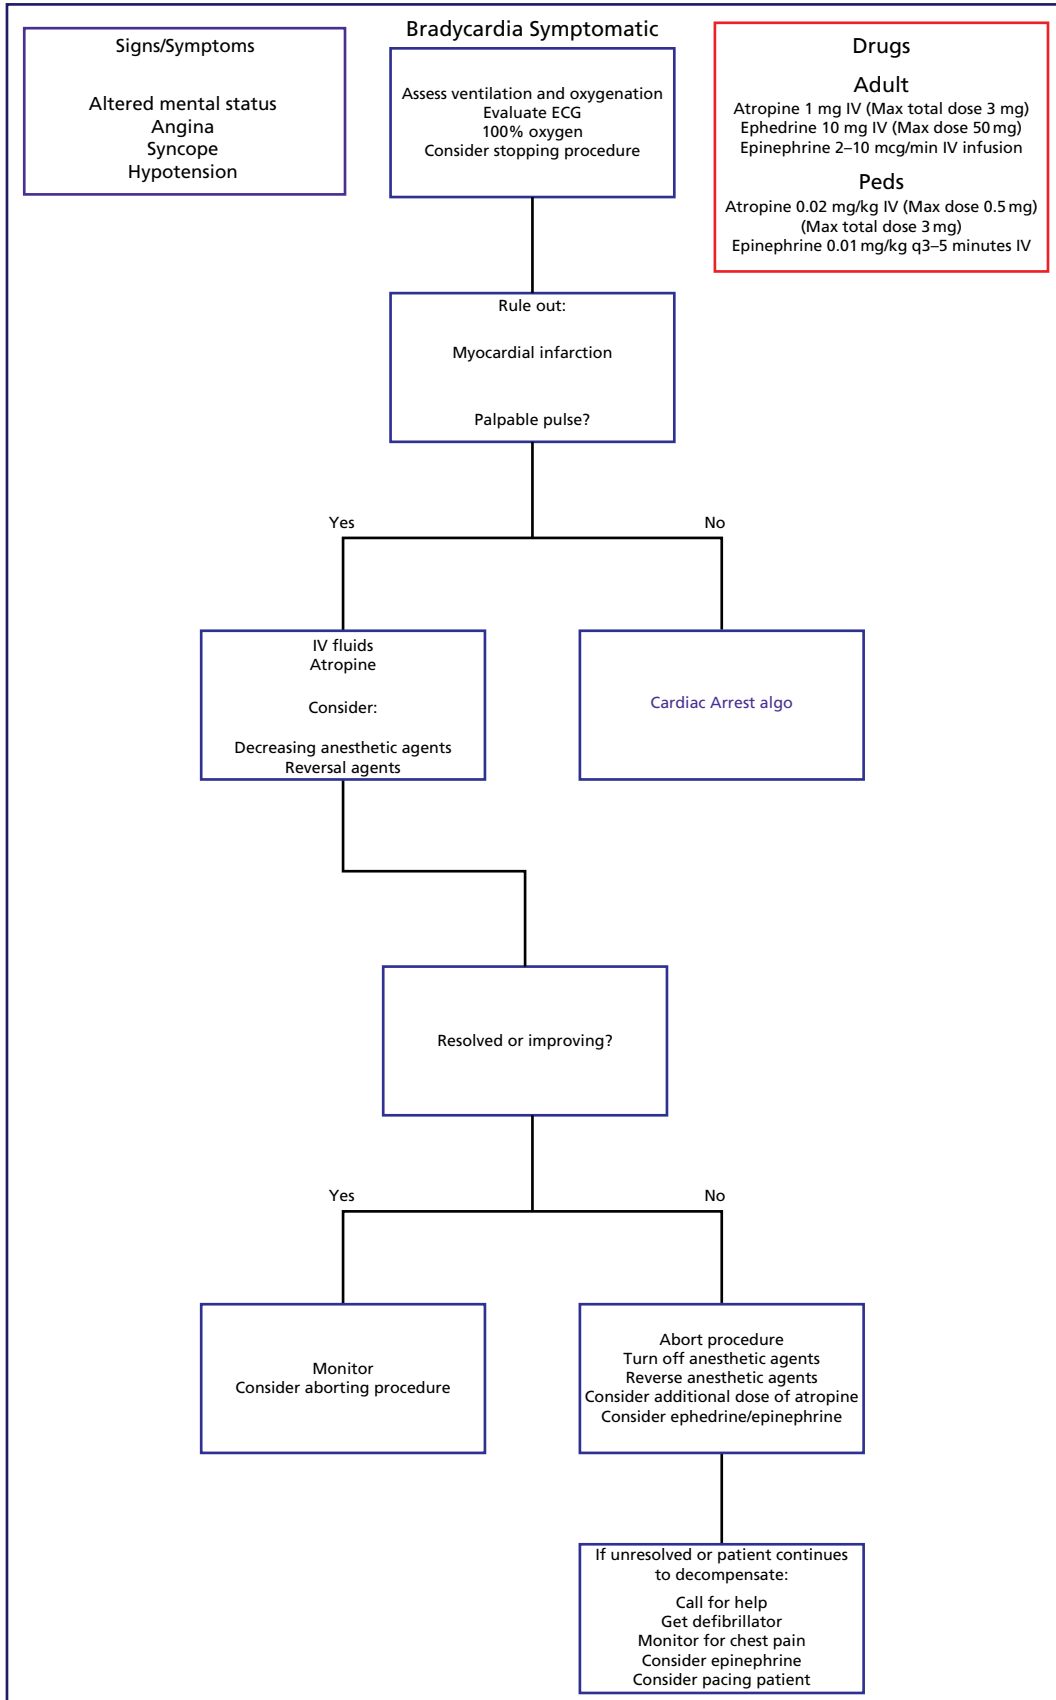 Bradycardia Symptomatic
Signs/Symptoms
Altered mental status
Angina
Syncope
Hypotension
Assess ventilation and oxygenation
Evaluate ECG
100% oxygen
Consider stopping procedure
Drugs
Adult
Atropine 1 mg IV (Max total dose 3 mg)
Ephedrine 10 mg IV (Max dose 50 mg)
Epinephrine 2–10 mcg/min IV infusion
Peds
Atropine 0.02 mg/kg IV (Max dose 0.5 mg)
(Max total dose 3 mg)
Epinephrine 0.01 mg/kg q3–5 minutes IV
Rule out:
Myocardial infarction
Palpable pulse?
Yes
No
IV fluids
Atropine
Consider:
Decreasing anesthetic agents
Reversal agents
Cardiac Arrest algo
Resolved or improving?
Yes
No
Monitor
Consider aborting procedure
Abort procedure
Turn off anesthetic agents
Reverse anesthetic agents
Consider additional dose of atropine
Consider ephedrine/epinephrine
If unresolved or patient continues
to decompensate:
Call for help
Get defibrillator
Monitor for chest pain
Consider epinephrine
Consider pacing patient